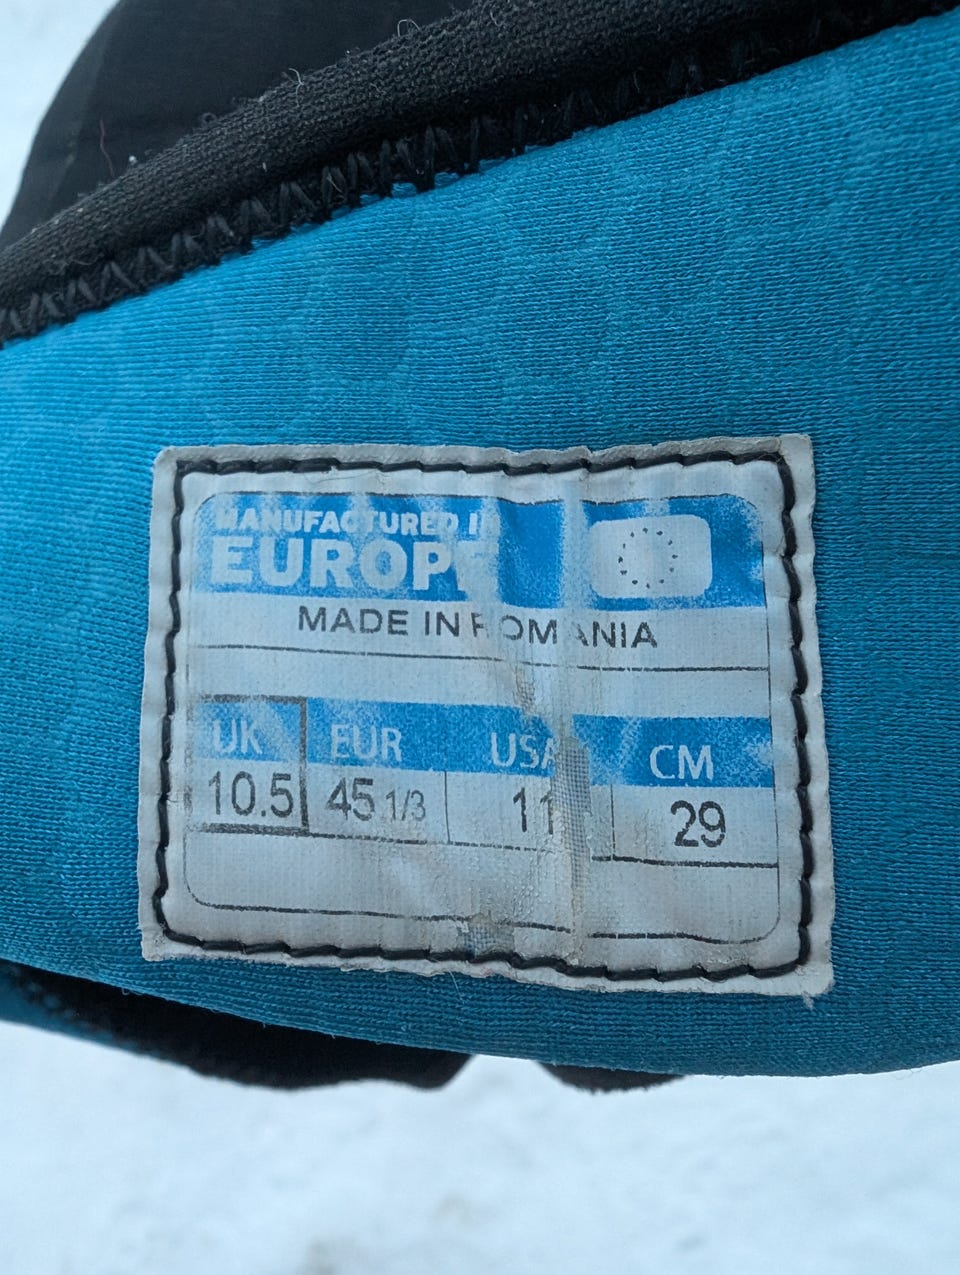 MANUFACTURED IN
EUROPE
MADE IN ROMANIA
UK EUR USA CM
10.5 45.1/3 11 29